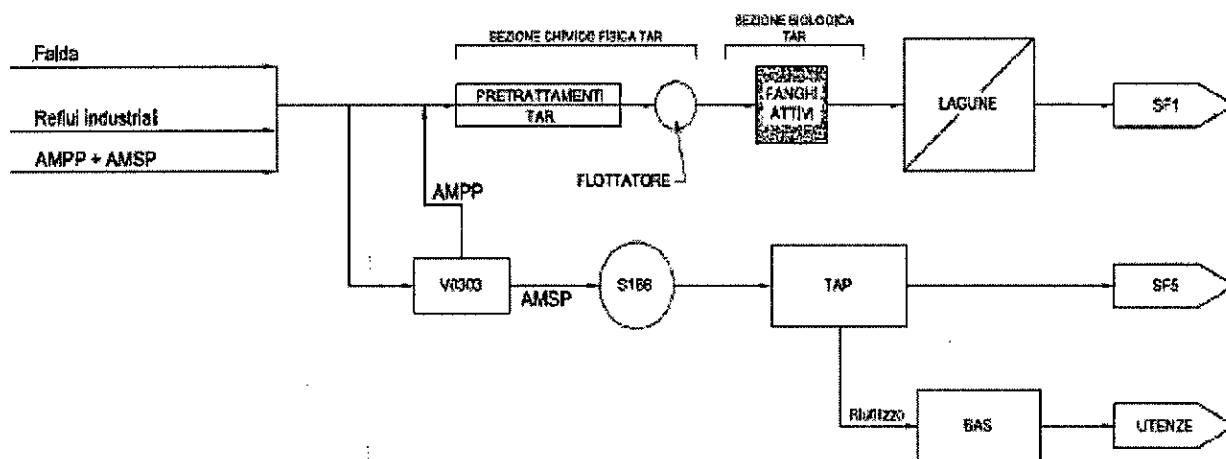 SEZIONE BIOLOGICA
TAR
SEZIONE CHIMICO FISICA TAR
Falda
PRETRATTAMENTI
TAR
FANGHI
ATTIVI
LAGUNE
SF1
Reflui industriali
AMPP + AMSP
FLOTTATORE
AMPP
V0303
AMSP
S166
TAP
SF5
Riutilizzo
BAS
UTENZE